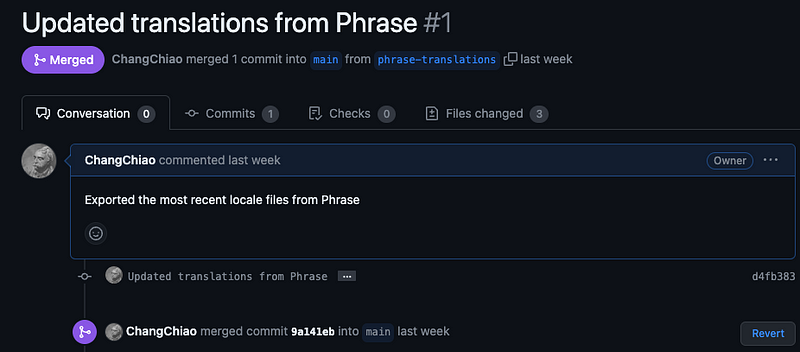 Updated translations from Phrase #1
Merged ChangChiao merged 1 commit into main from phrase-translations last week
Conversation 0 Commits 1 Checks 0 Files changed 3
ChangChiao commented last week Owner ...
Exported the most recent locale files from Phrase
Updated translations from Phrase ... d4fb383
ChangChiao merged commit 9a141eb into main last week Revert